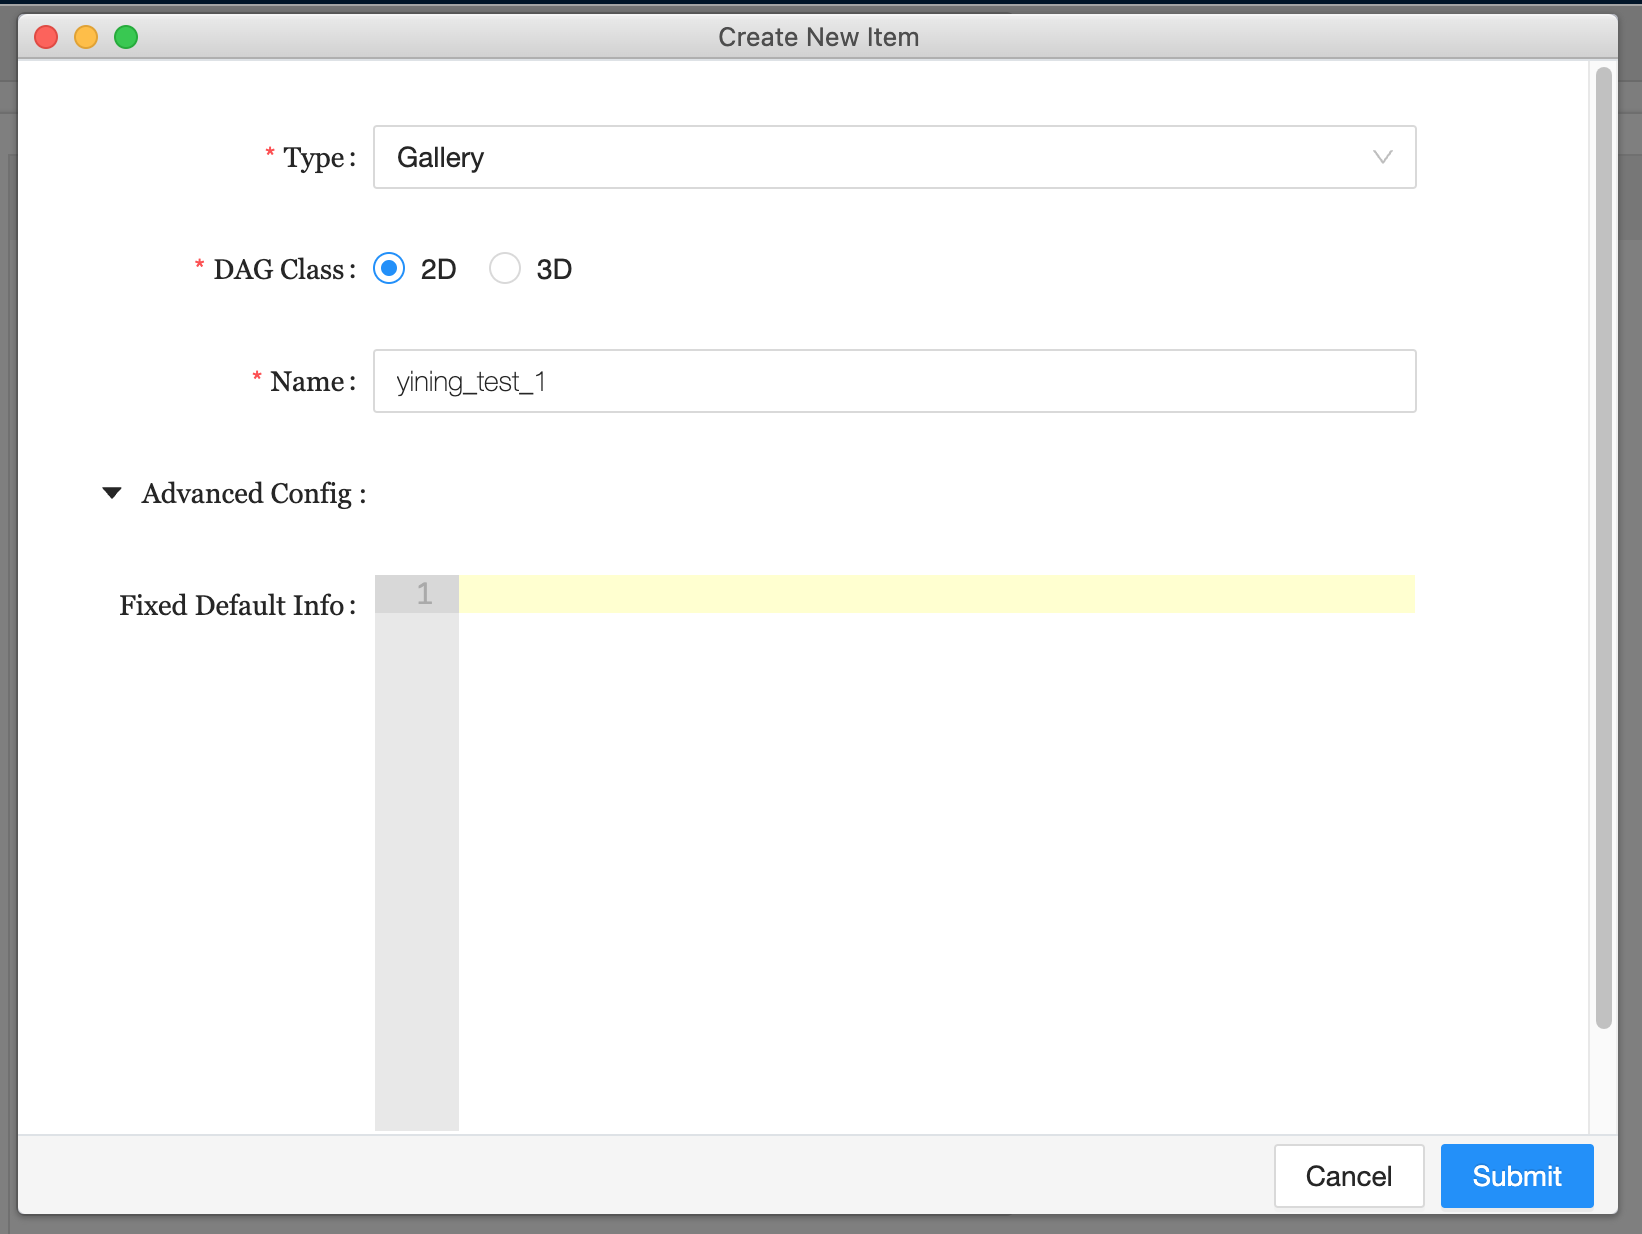 Create New Item
* Type: Gallery
* DAG Class: 2D 3D
* Name: yining_test_1
Advanced Config :
Fixed Default Info: 1
Cancel Submit